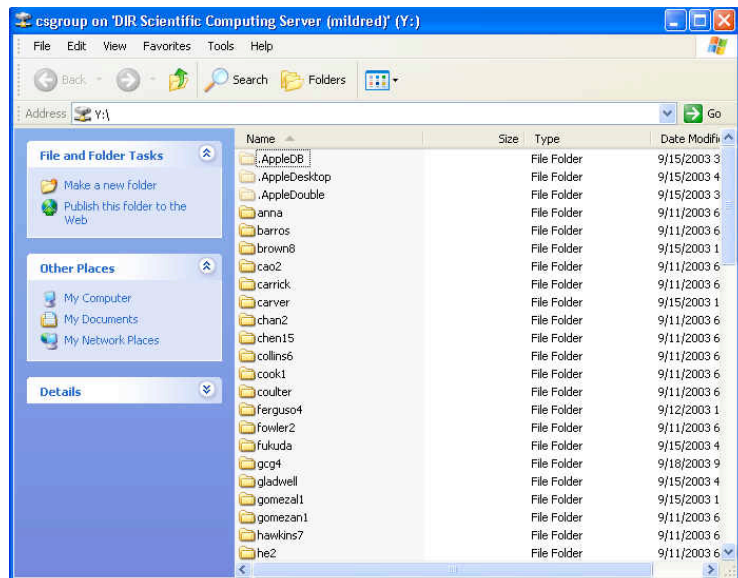 csgroup on 'DIR Scientific Computing Server (mildred)' (Y:)
File Edit View Favorites Tools Help
Back Search Folders
Address Y:\ Go
File and Folder Tasks
Make a new folder
Publish this folder to the
Web
Other Places
My Computer
My Documents
My Network Places
Details
Name Size Type Date Modifi
.AppleDB File Folder 9/15/2003 3
.AppleDesktop File Folder 9/15/2003 4
.AppleDouble File Folder 9/15/2003 3
anna File Folder 9/11/2003 6
barros File Folder 9/11/2003 6
brown8 File Folder 9/15/2003 1
cao2 File Folder 9/11/2003 6
carrick File Folder 9/11/2003 6
carver File Folder 9/15/2003 1
chan2 File Folder 9/11/2003 6
chen15 File Folder 9/11/2003 6
collins6 File Folder 9/11/2003 6
cook1 File Folder 9/11/2003 6
coulter File Folder 9/11/2003 6
ferguso4 File Folder 9/12/2003 1
fowler2 File Folder 9/11/2003 6
fukuda File Folder 9/15/2003 4
gcg4 File Folder 9/18/2003 9
gladwell File Folder 9/15/2003 4
gomezal1 File Folder 9/15/2003 1
gomezan1 File Folder 9/11/2003 6
hawkins7 File Folder 9/11/2003 6
he2 File Folder 9/11/2003 6